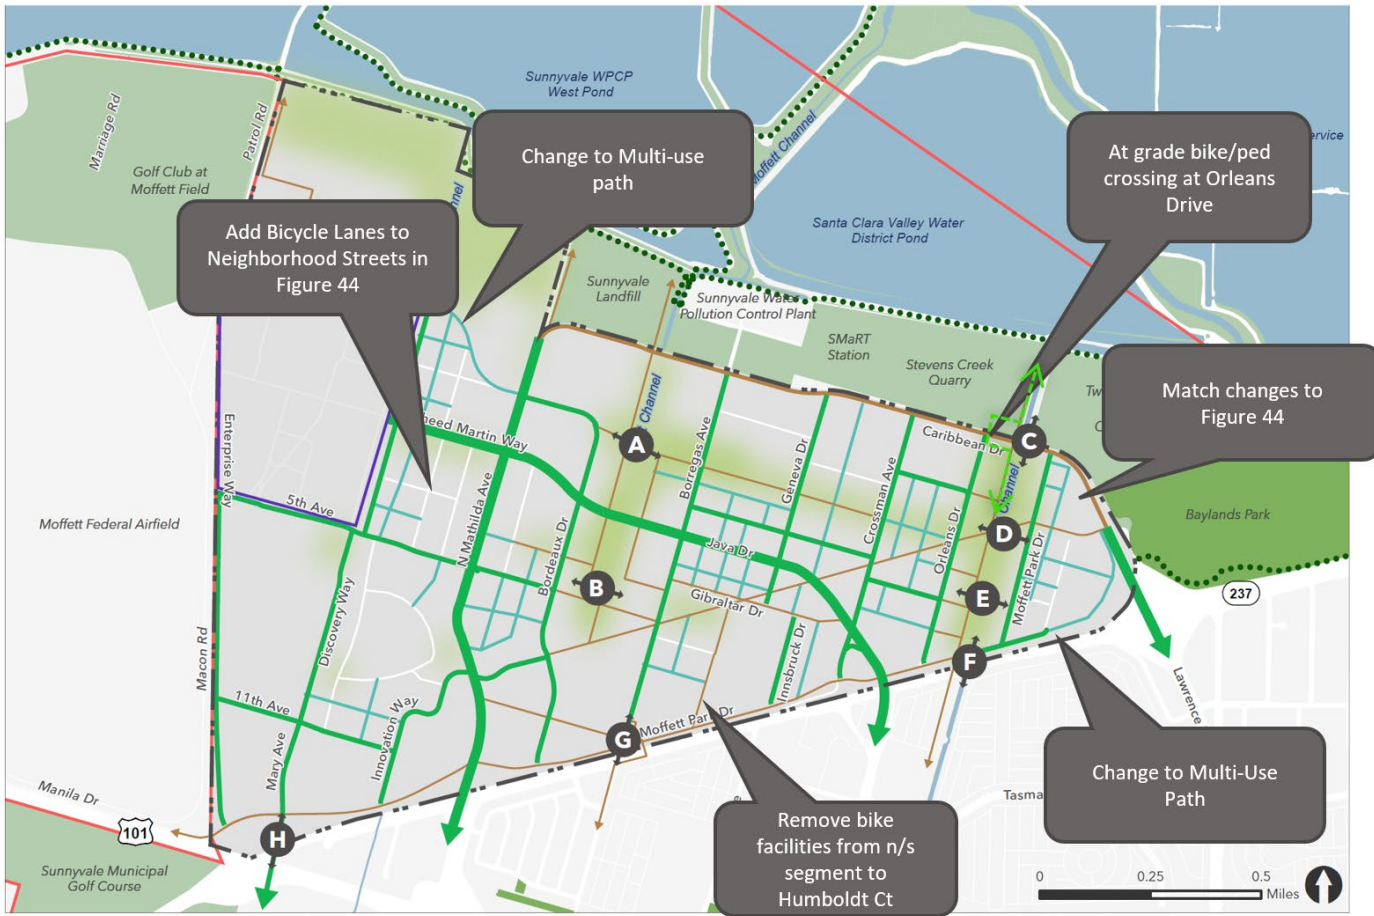 Sunnyvale WPCP
West Pond
Marriage Rd
Patrol Rd
Golf Club at
Moffett Field
Change to Multi-use
path
Moffett Channel
At grade bike/ped
crossing at Orleans
Drive
ervice
Santa Clara Valley Water
District Pond
Add Bicycle Lanes to
Neighborhood Streets in
Figure 44
Sunnyvale
Landfill
Sunnyvale Water
Pollution Control Plant
SMaRT
Station
Stevens Creek
Quarry
Match changes to
Figure 44
Tw
C
heed Martin Way
A
Channel
Borregas Ave
Geneva Dr
Crossman Ave
Caribbean Dr
C
Channel
Enterprise Way
5th Ave
N Mathilda Ave
Bordeaux Dr
Java Dr
Orleans Dr
D
Moffett Park Dr
Baylands Park
Moffett Federal Airfield
237
B
E
Gibraltar Dr
Discovery Way
Macon Rd
Innsbruck Dr
F
11th Ave
Innovation Way
Moffett Park Dr
G
Lawrence
Mary Ave
Change to Multi-Use
Path
Manila Dr
101
H
Tasma
Remove bike
facilities from n/s
segment to
Humboldt Ct
Sunnyvale Municipal
Golf Course
0 0.25 0.5
Miles